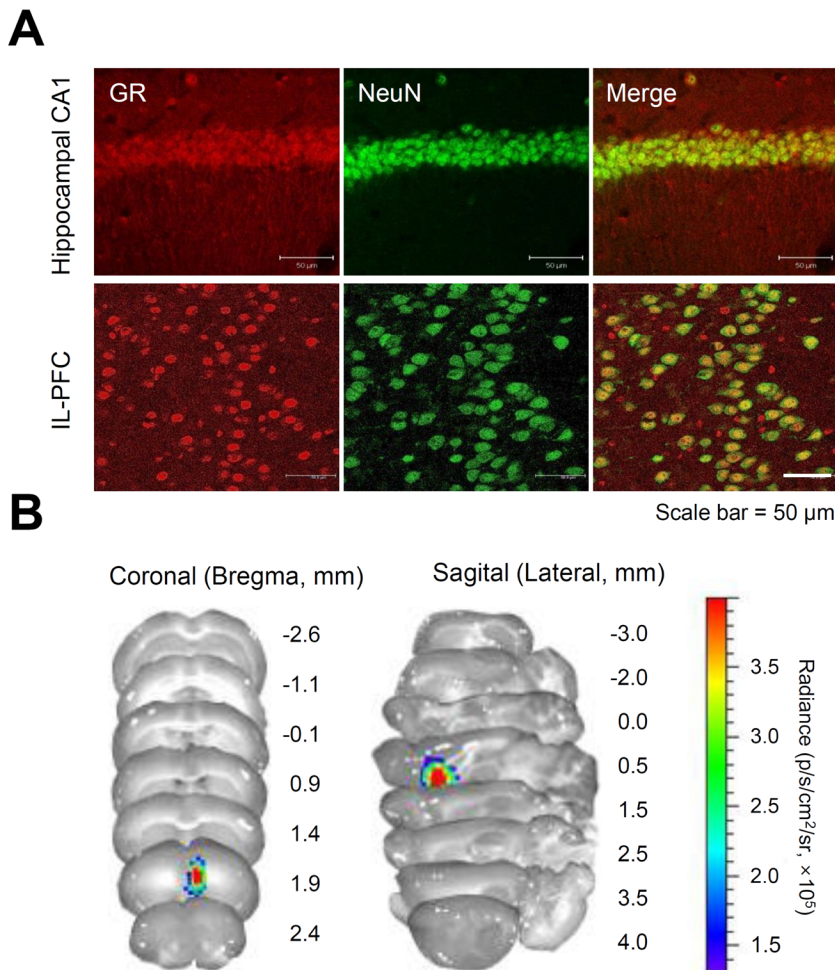 A
Hippocampal CA1
GR
NeuN
Merge
50 µm
50 µm
50 µm
IL-PFC
Scale bar = 50 µm
B
Coronal (Bregma, mm)
-2.6
-1.1
-0.1
0.9
1.4
1.9
2.4
Sagital (Lateral, mm)
-3.0
-2.0
0.0
0.5
1.5
2.5
3.5
4.0
3.5
3.0
2.5
2.0
1.5
Radiance (p/s/cm²/sr, ×10⁵)